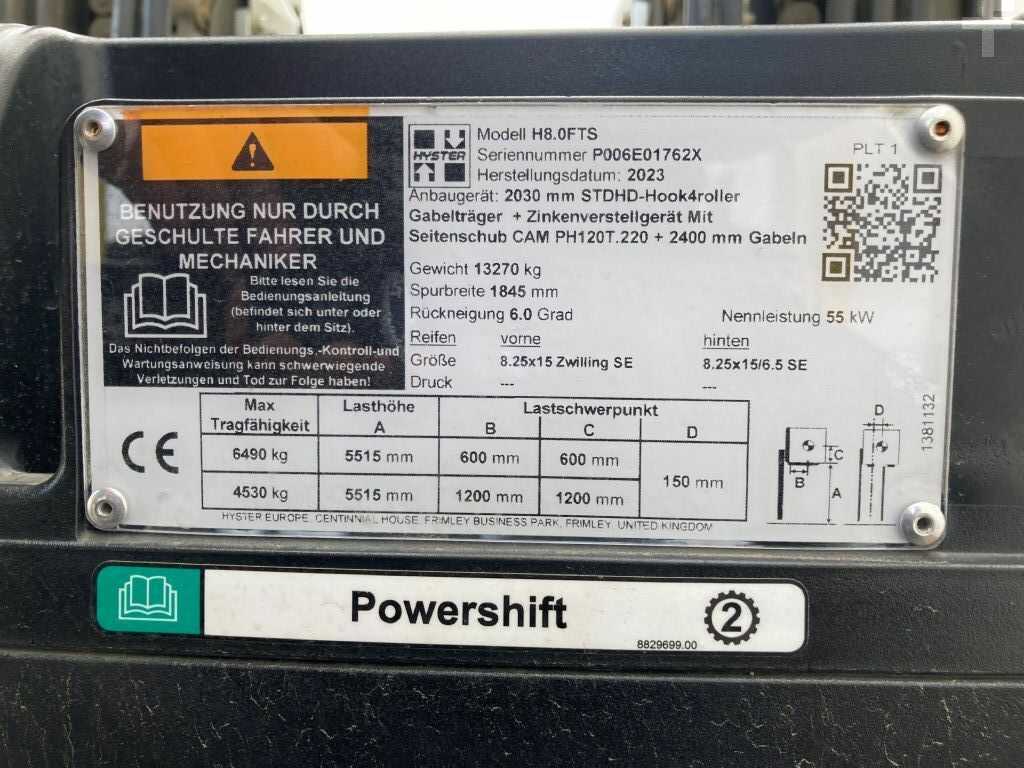 BENUTZUNG NUR DURCH
GESCHULTE FAHRER UND
MECHANIKER
Bitte lesen Sie die
Bedienungsanleitung
(befindet sich unter oder
hinter dem Sitz).
Das Nichtbefolgen der Bedienungs.-Kontroll-und
Wartungsanweisung kann schwerwiegende
Verletzungen und Tod zur Folge haben!
HYSTER
Modell H8.0FTS
Seriennummer P006E01762X
Herstellungsdatum: 2023
Anbaugerät: 2030 mm STDHD-Hook4roller
Gabelträger + Zinkenverstellgerät Mit
Seitenschub CAM PH120T.220 + 2400 mm Gabeln
Gewicht 13270 kg
Spurbreite 1845 mm
Rückneigung 6.0 Grad
Nennleistung 55 kW
Reifen vorne hinten
Größe 8.25x15 Zwilling SE 8.25x15/6.5 SE
Druck --- ---
PLT 1
Max Lasthöhe Lastschwerpunkt
Tragfähigkeit A B C D
6490 kg 5515 mm 600 mm 600 mm 150 mm
4530 kg 5515 mm 1200 mm 1200 mm
CE
D
C
B
A
1381132
HYSTER EUROPE, CENTINNIAL HOUSE, FRIMLEY BUSINESS PARK, FRIMLEY, UNITED KINGDOM
Powershift
2
8829699.00